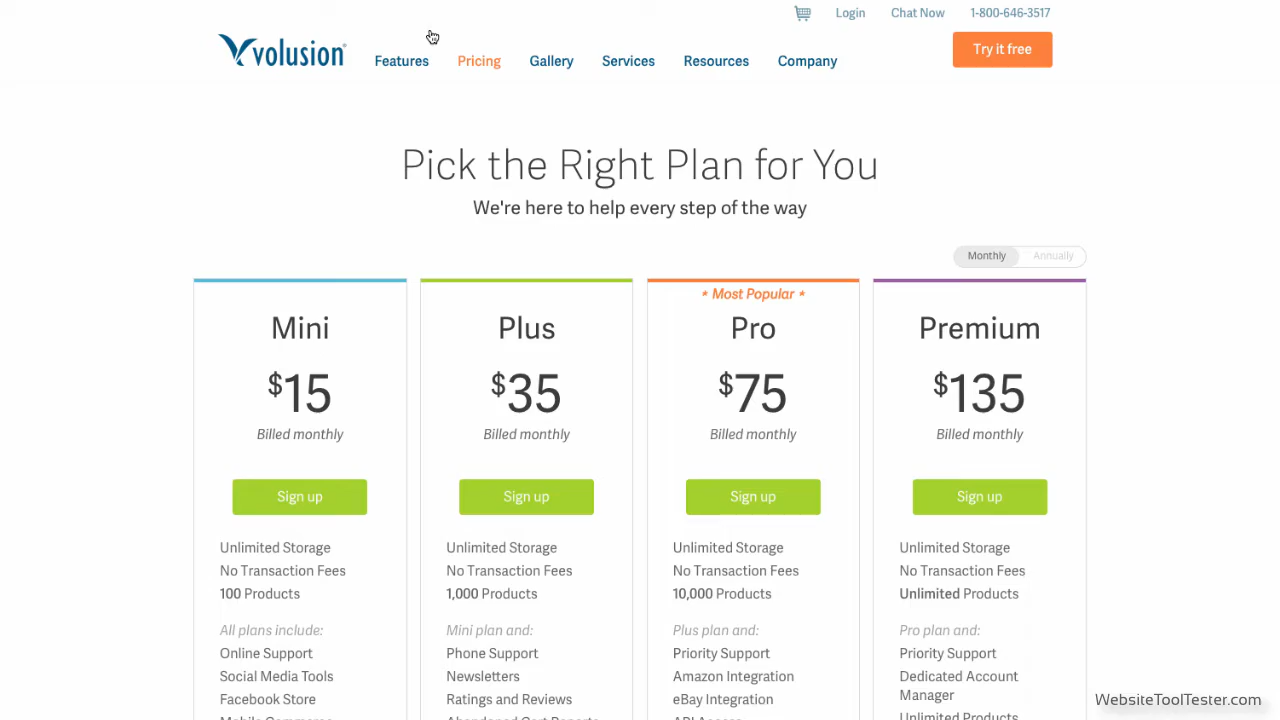 Login Chat Now 1-800-646-3517
volusion Features Pricing Gallery Services Resources Company Try it free
Pick the Right Plan for You
We're here to help every step of the way
Monthly Annually
* Most Popular *
Mini Plus Pro Premium
$15 $35 $75 $135
Billed monthly Billed monthly Billed monthly Billed monthly
Sign up Sign up Sign up Sign up
Unlimited Storage Unlimited Storage Unlimited Storage Unlimited Storage
No Transaction Fees No Transaction Fees No Transaction Fees No Transaction Fees
100 Products 1,000 Products 10,000 Products Unlimited Products
All plans include: Mini plan and: Plus plan and: Pro plan and:
Online Support Phone Support Priority Support Priority Support
Social Media Tools Newsletters Amazon Integration Dedicated Account
Manager
Facebook Store Ratings and Reviews eBay Integration
WebsiteToolTester.com